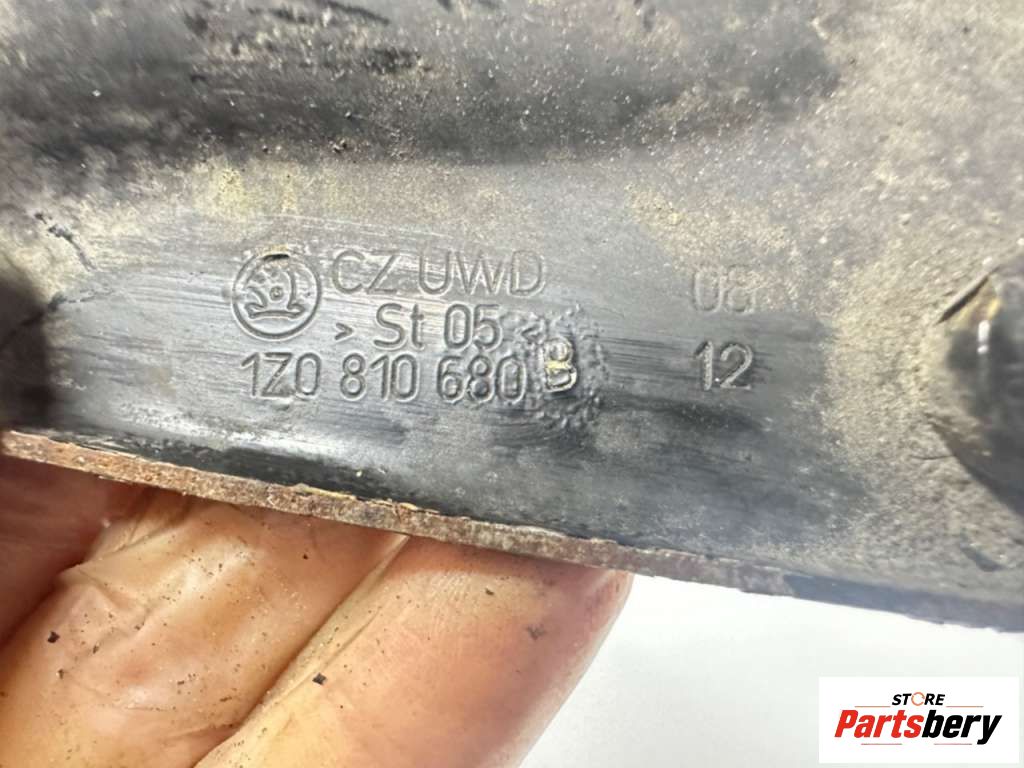 CZ UWD
> St 05 <
1Z0 810 680 B
08
12
STORE
Partsbery